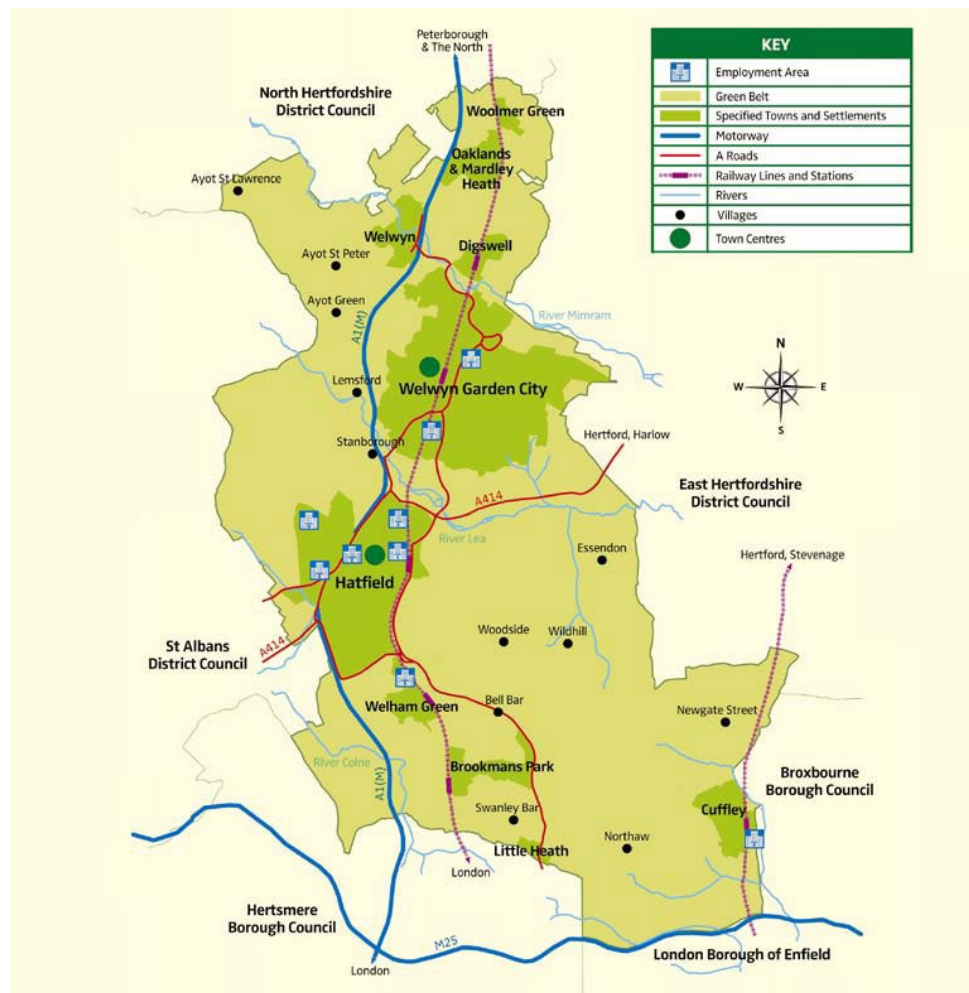 Peterborough
& The North
KEY
Employment Area
Green Belt
Specified Towns and Settlements
Motorway
A Roads
Railway Lines and Stations
Rivers
Villages
Town Centres
North Hertfordshire
District Council
Woolmer Green
Oaklands
& Mardley
Heath
Ayot St Lawrence
Welwyn
Digswell
Ayot St Peter
Ayot Green
A1(M)
River Mimram
Lemsford
Welwyn Garden City
N
W
E
S
Stanborough
Hertford, Harlow
East Hertfordshire
District Council
A414
River Lea
Essendon
Hertford, Stevenage
Hatfield
St Albans
District Council
A414
Woodside
Wildhill
Welham Green
Bell Bar
Newgate Street
River Colne
A1(M)
Brookmans Park
Broxbourne
Borough Council
Swanley Bar
Cuffley
Little Heath
Northaw
London
Hertsmere
Borough Council
M25
London
London Borough of Enfield